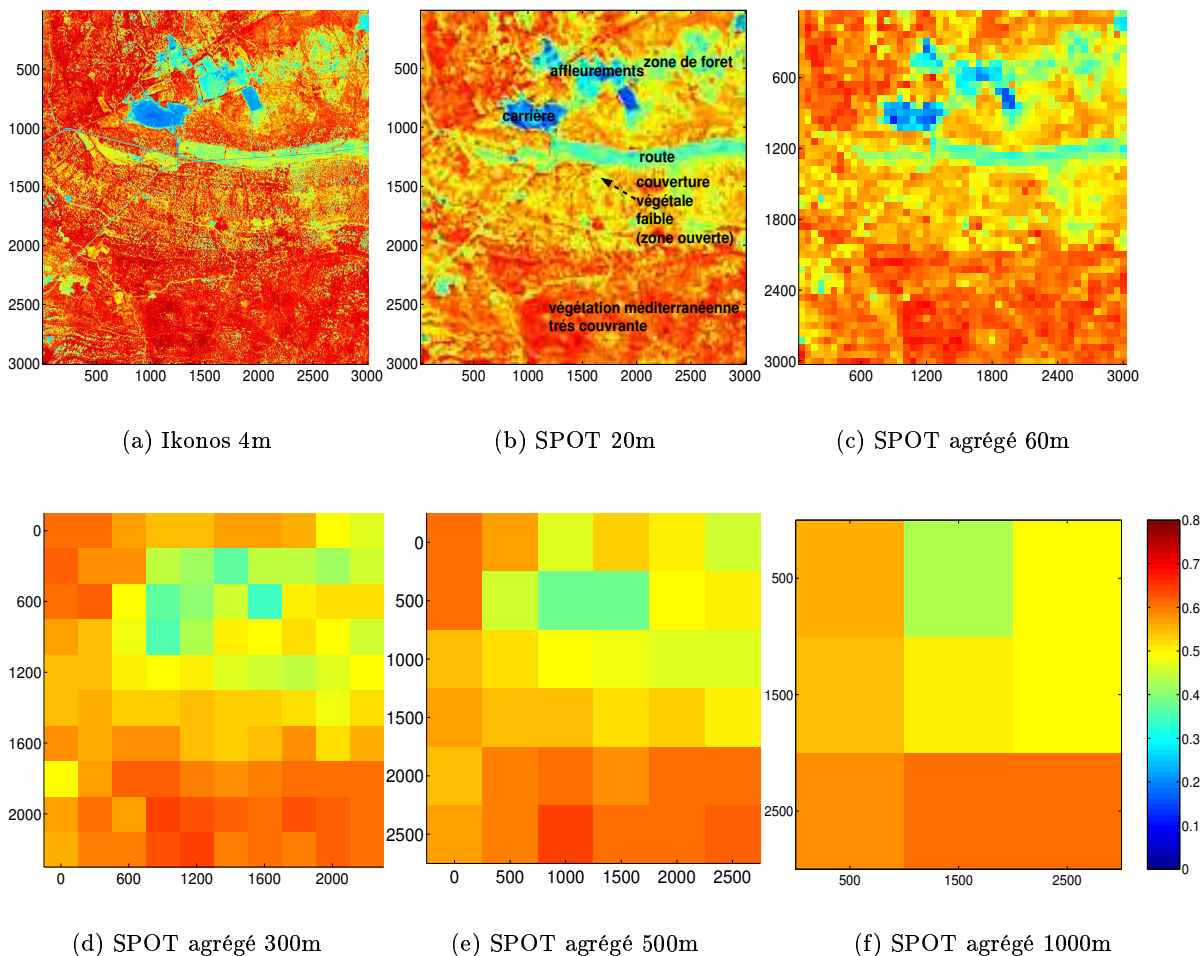 500
1000
1500
2000
2500
3000
500 1000 1500 2000 2500 3000
(a) Ikonos 4m
500
1000
1500
2000
2500
3000
500 1000 1500 2000 2500 3000
zone de foret
affleurements
carrière
route
couverture
végétale
faible
(zone ouverte)
végétation méditerranéenne
trés couvrante
(b) SPOT 20m
600
1200
1800
2400
3000
600 1200 1800 2400 3000
(c) SPOT agrégé 60m
0
600
1200
1600
2000
0 600 1200 1600 2000
(d) SPOT agrégé 300m
0
500
1000
1500
2000
2500
0 500 1000 1500 2000 2500
(e) SPOT agrégé 500m
500
1500
2500
500 1500 2500
(f) SPOT agrégé 1000m
0.8
0.7
0.6
0.5
0.4
0.3
0.2
0.1
0